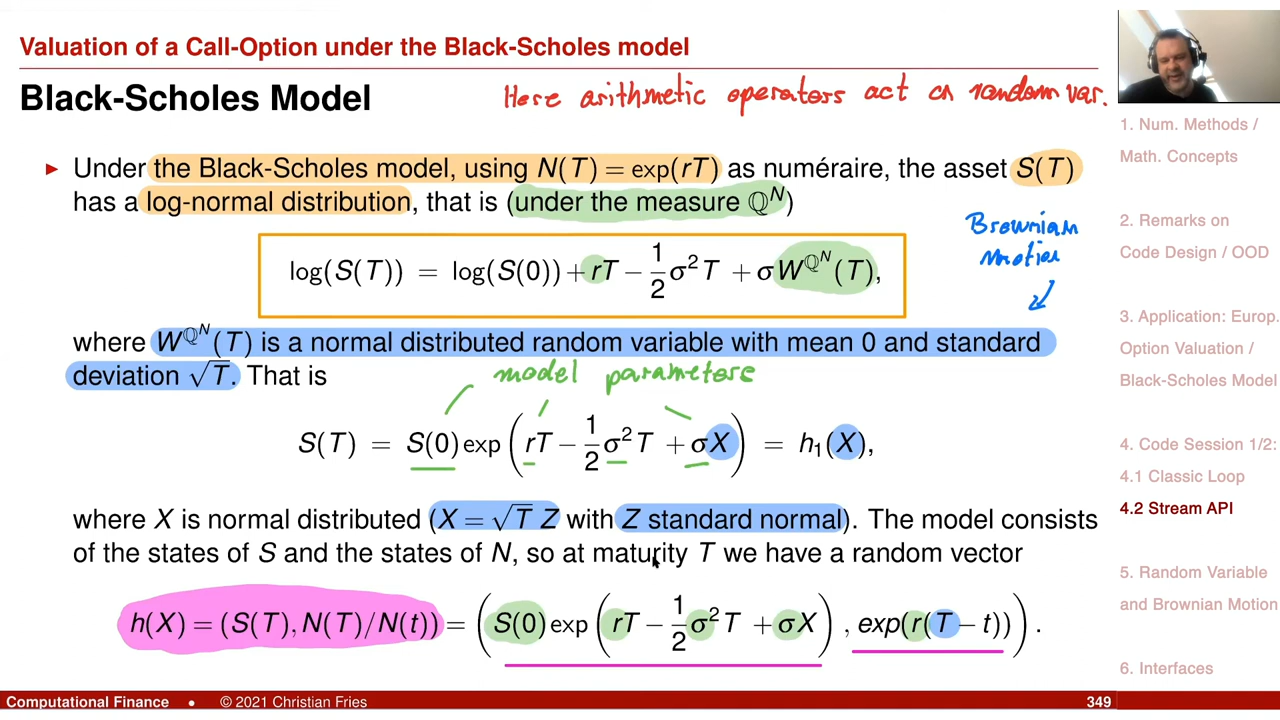 Valuation of a Call-Option under the Black-Scholes model
Black-Scholes Model
Here arithmetic operators act on random var.
▸ Under the Black-Scholes model, using N(T) = exp(rT) as numéraire, the asset S(T)
has a log-normal distribution, that is (under the measure ℚᴺ)
Brownian
motion
log(S(T)) = log(S(0)) + rT − 1/2 σ²T + σW^{ℚ^N}(T),
where W^{ℚ^N}(T) is a normal distributed random variable with mean 0 and standard
deviation √T. That is
model parameters
S(T) = S(0) exp(rT − 1/2 σ²T + σX) = h₁(X),
where X is normal distributed (X = √T Z with Z standard normal). The model consists
of the states of S and the states of N, so at maturity T we have a random vector
h(X) = (S(T), N(T)/N(t)) = (S(0) exp(rT − 1/2 σ²T + σX), exp(r(T − t))).
1. Num. Methods /
Math. Concepts
2. Remarks on
Code Design / OOD
3. Application: Europ.
Option Valuation /
Black-Scholes Model
4. Code Session 1/2:
4.1 Classic Loop
4.2 Stream API
5. Random Variable
and Brownian Motion
6. Interfaces
Computational Finance © 2021 Christian Fries 349